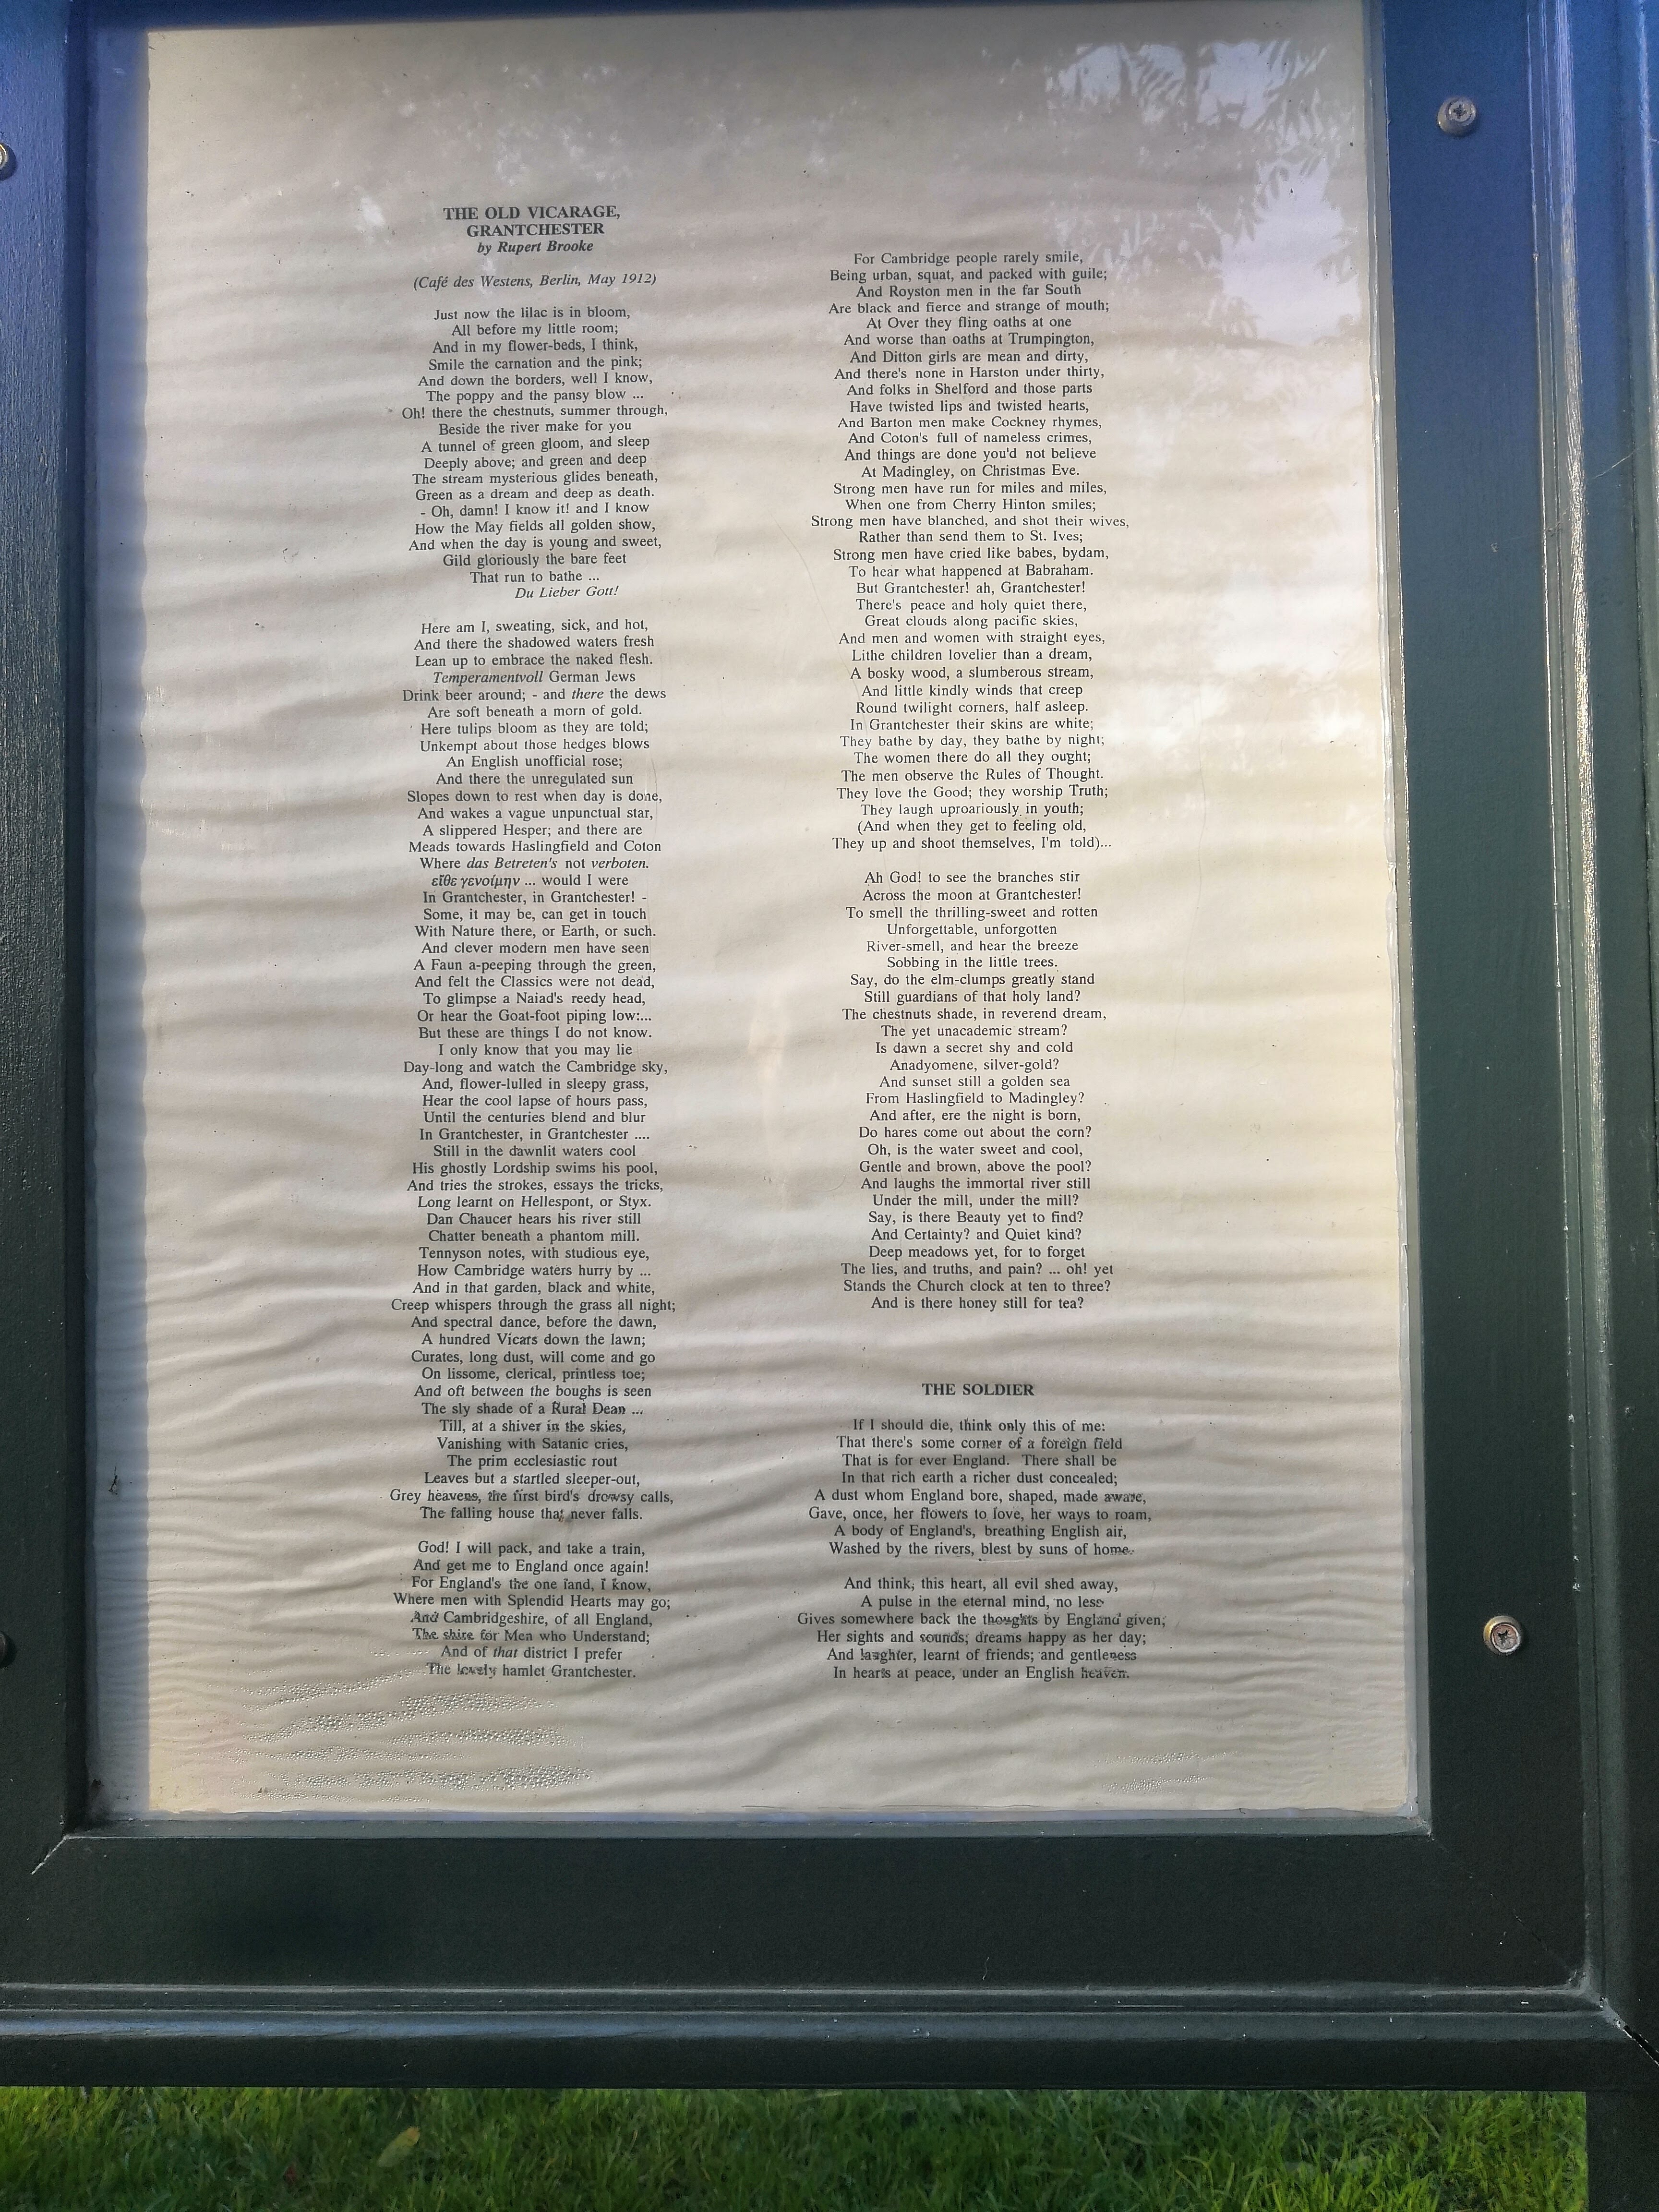 THE OLD VICARAGE,
GRANTCHESTER
by Rupert Brooke
(Café des Westens, Berlin, May 1912)
Just now the lilac is in bloom,
All before my little room;
And in my flower-beds, I think,
Smile the carnation and the pink;
And down the borders, well I know,
The poppy and the pansy blow ...
Oh! there the chestnuts, summer through,
Beside the river make for you
A tunnel of green gloom, and sleep
Deeply above; and green and deep
The stream mysterious glides beneath,
Green as a dream and deep as death.
- Oh, damn! I know it! and I know
How the May fields all golden show,
And when the day is young and sweet,
Gild gloriously the bare feet
That run to bathe ...
Du Lieber Gott!
Here am I, sweating, sick, and hot,
And there the shadowed waters fresh
Lean up to embrace the naked flesh.
Temperamentvoll German Jews
Drink beer around; - and there the dews
Are soft beneath a morn of gold.
Here tulips bloom as they are told;
Unkempt about those hedges blows
An English unofficial rose;
And there the unregulated sun
Slopes down to rest when day is done,
And wakes a vague unpunctual star,
A slippered Hesper; and there are
Meads towards Haslingfield and Coton
Where das Betreten's not verboten.
εἴθε γενοίμην ... would I were
In Grantchester, in Grantchester! -
Some, it may be, can get in touch
With Nature there, or Earth, or such.
And clever modern men have seen
A Faun a-peeping through the green,
And felt the Classics were not dead,
To glimpse a Naiad's reedy head,
Or hear the Goat-foot piping low:...
But these are things I do not know.
I only know that you may lie
Day-long and watch the Cambridge sky,
And, flower-lulled in sleepy grass,
Hear the cool lapse of hours pass,
Until the centuries blend and blur
In Grantchester, in Grantchester ....
Still in the dawnlit waters cool
His ghostly Lordship swims his pool,
And tries the strokes, essays the tricks,
Long learnt on Hellespont, or Styx.
Dan Chaucer hears his river still
Chatter beneath a phantom mill.
Tennyson notes, with studious eye,
How Cambridge waters hurry by ...
And in that garden, black and white,
Creep whispers through the grass all night;
And spectral dance, before the dawn,
A hundred Vicars down the lawn;
Curates, long dust, will come and go
On lissome, clerical, printless toe;
And oft between the boughs is seen
The sly shade of a Rural Dean ...
Till, at a shiver in the skies,
Vanishing with Satanic cries,
The prim ecclesiastic rout
Leaves but a startled sleeper-out,
Grey heavens, the first bird's drowsy calls,
The falling house that never falls.
God! I will pack, and take a train,
And get me to England once again!
For England's the one land, I know,
Where men with Splendid Hearts may go;
And Cambridgeshire, of all England,
The shire for Men who Understand;
And of that district I prefer
The lovely hamlet Grantchester.
For Cambridge people rarely smile,
Being urban, squat, and packed with guile;
And Royston men in the far South
Are black and fierce and strange of mouth;
At Over they fling oaths at one
And worse than oaths at Trumpington,
And Ditton girls are mean and dirty,
And there's none in Harston under thirty,
And folks in Shelford and those parts
Have twisted lips and twisted hearts,
And Barton men make Cockney rhymes,
And Coton's full of nameless crimes,
And things are done you'd not believe
At Madingley, on Christmas Eve.
Strong men have run for miles and miles,
When one from Cherry Hinton smiles;
Strong men have blanched, and shot their wives,
Rather than send them to St. Ives;
Strong men have cried like babes, bydam,
To hear what happened at Babraham.
But Grantchester! ah, Grantchester!
There's peace and holy quiet there,
Great clouds along pacific skies,
And men and women with straight eyes,
Lithe children lovelier than a dream,
A bosky wood, a slumberous stream,
And little kindly winds that creep
Round twilight corners, half asleep.
In Grantchester their skins are white;
They bathe by day, they bathe by night;
The women there do all they ought;
The men observe the Rules of Thought.
They love the Good; they worship Truth;
They laugh uproariously in youth;
(And when they get to feeling old,
They up and shoot themselves, I'm told)...
Ah God! to see the branches stir
Across the moon at Grantchester!
To smell the thrilling-sweet and rotten
Unforgettable, unforgotten
River-smell, and hear the breeze
Sobbing in the little trees.
Say, do the elm-clumps greatly stand
Still guardians of that holy land?
The chestnuts shade, in reverend dream,
The yet unacademic stream?
Is dawn a secret shy and cold
Anadyomene, silver-gold?
And sunset still a golden sea
From Haslingfield to Madingley?
And after, ere the night is born,
Do hares come out about the corn?
Oh, is the water sweet and cool,
Gentle and brown, above the pool?
And laughs the immortal river still
Under the mill, under the mill?
Say, is there Beauty yet to find?
And Certainty? and Quiet kind?
Deep meadows yet, for to forget
The lies, and truths, and pain? ... oh! yet
Stands the Church clock at ten to three?
And is there honey still for tea?
THE SOLDIER
If I should die, think only this of me:
That there's some corner of a foreign field
That is for ever England. There shall be
In that rich earth a richer dust concealed;
A dust whom England bore, shaped, made aware,
Gave, once, her flowers to love, her ways to roam,
A body of England's, breathing English air,
Washed by the rivers, blest by suns of home.
And think, this heart, all evil shed away,
A pulse in the eternal mind, no less
Gives somewhere back the thoughts by England given;
Her sights and sounds; dreams happy as her day;
And laughter, learnt of friends; and gentleness
In hearts at peace, under an English heaven.